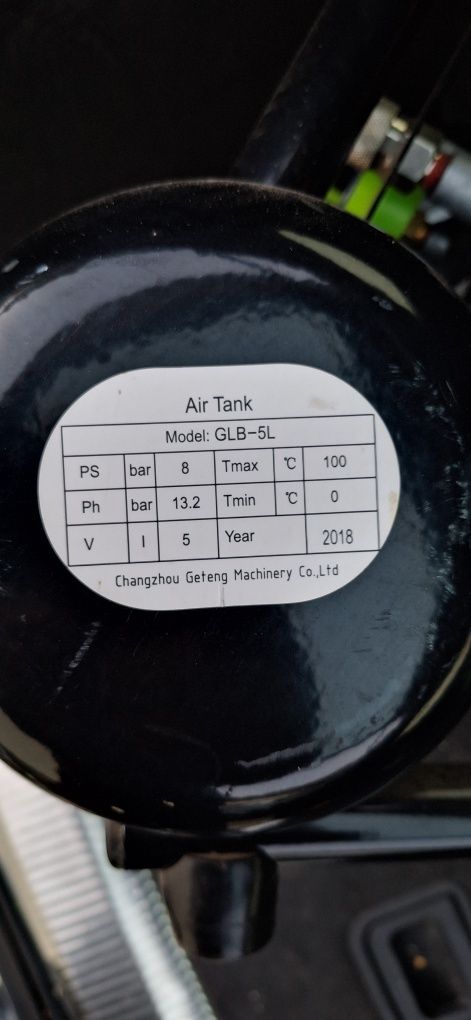 Air Tank
Model: GLB-5L
PS bar 8 Tmax ℃ 100
Ph bar 13.2 Tmin ℃ 0
V l 5 Year 2018
Changzhou Geteng Machinery Co.,Ltd